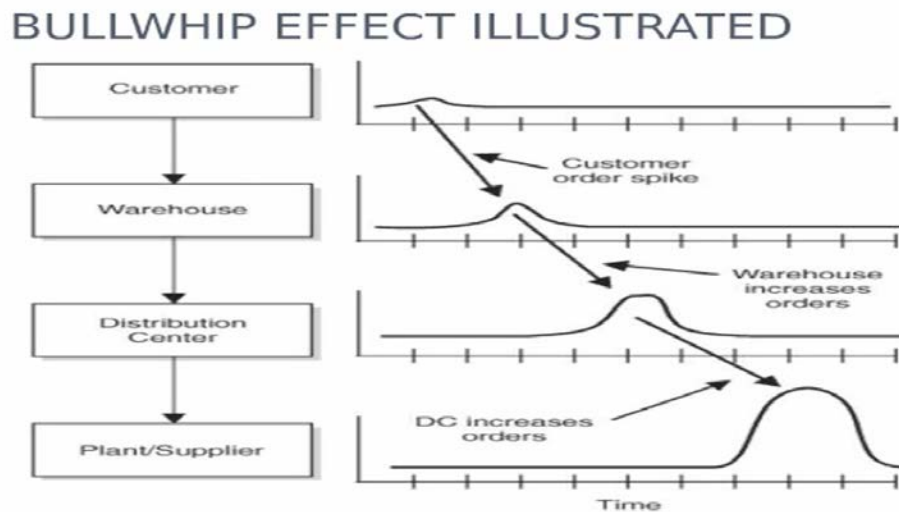 BULLWHIP EFFECT ILLUSTRATED
Customer
Customer
order spike
Warehouse
Warehouse
increases
orders
Distribution
Center
DC increases
orders
Plant/Supplier
Time